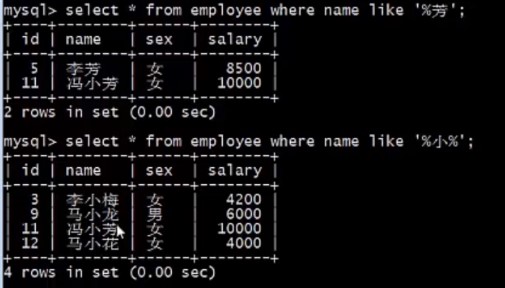 mysql> select * from employee where name like '%芳';
+----+--------+-----+--------+
| id | name | sex | salary |
+----+--------+-----+--------+
| 5 | 李芳 | 女 | 8500
| 11 | 冯小芳 | 女 | 10000
+----+--------+-----+--------+
2 rows in set (0.00 sec)
mysql> select * from employee where name like '%小%';
+----+--------+-----+--------+
| id | name | sex | salary |
+----+--------+-----+--------+
| 3 | 李小梅 | 女 | 4200
| 9 | 马小龙 | 男 | 6000
| 11 | 冯小芳 | 女 | 10000
| 12 | 马小花 | 女 | 4000
+----+--------+-----+--------+
4 rows in set (0.00 sec)